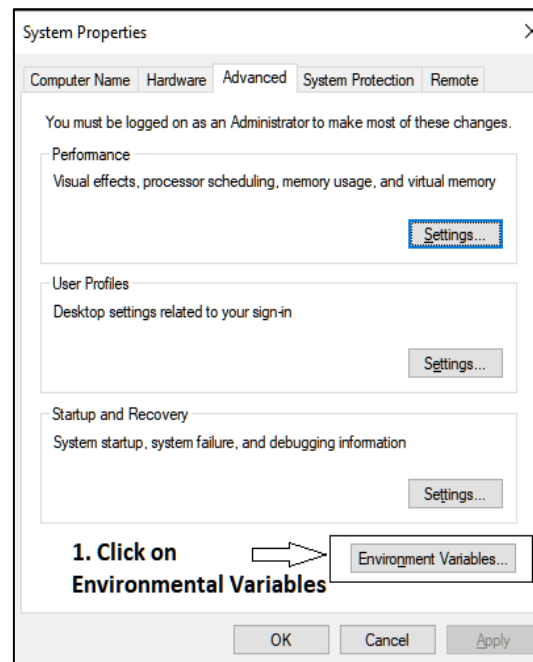 System Properties
Computer Name Hardware Advanced System Protection Remote
You must be logged on as an Administrator to make most of these changes.
Performance
Visual effects, processor scheduling, memory usage, and virtual memory
Settings...
User Profiles
Desktop settings related to your sign-in
Settings...
Startup and Recovery
System startup, system failure, and debugging information
Settings...
1. Click on
Environmental Variables
Environment Variables...
OK Cancel Apply